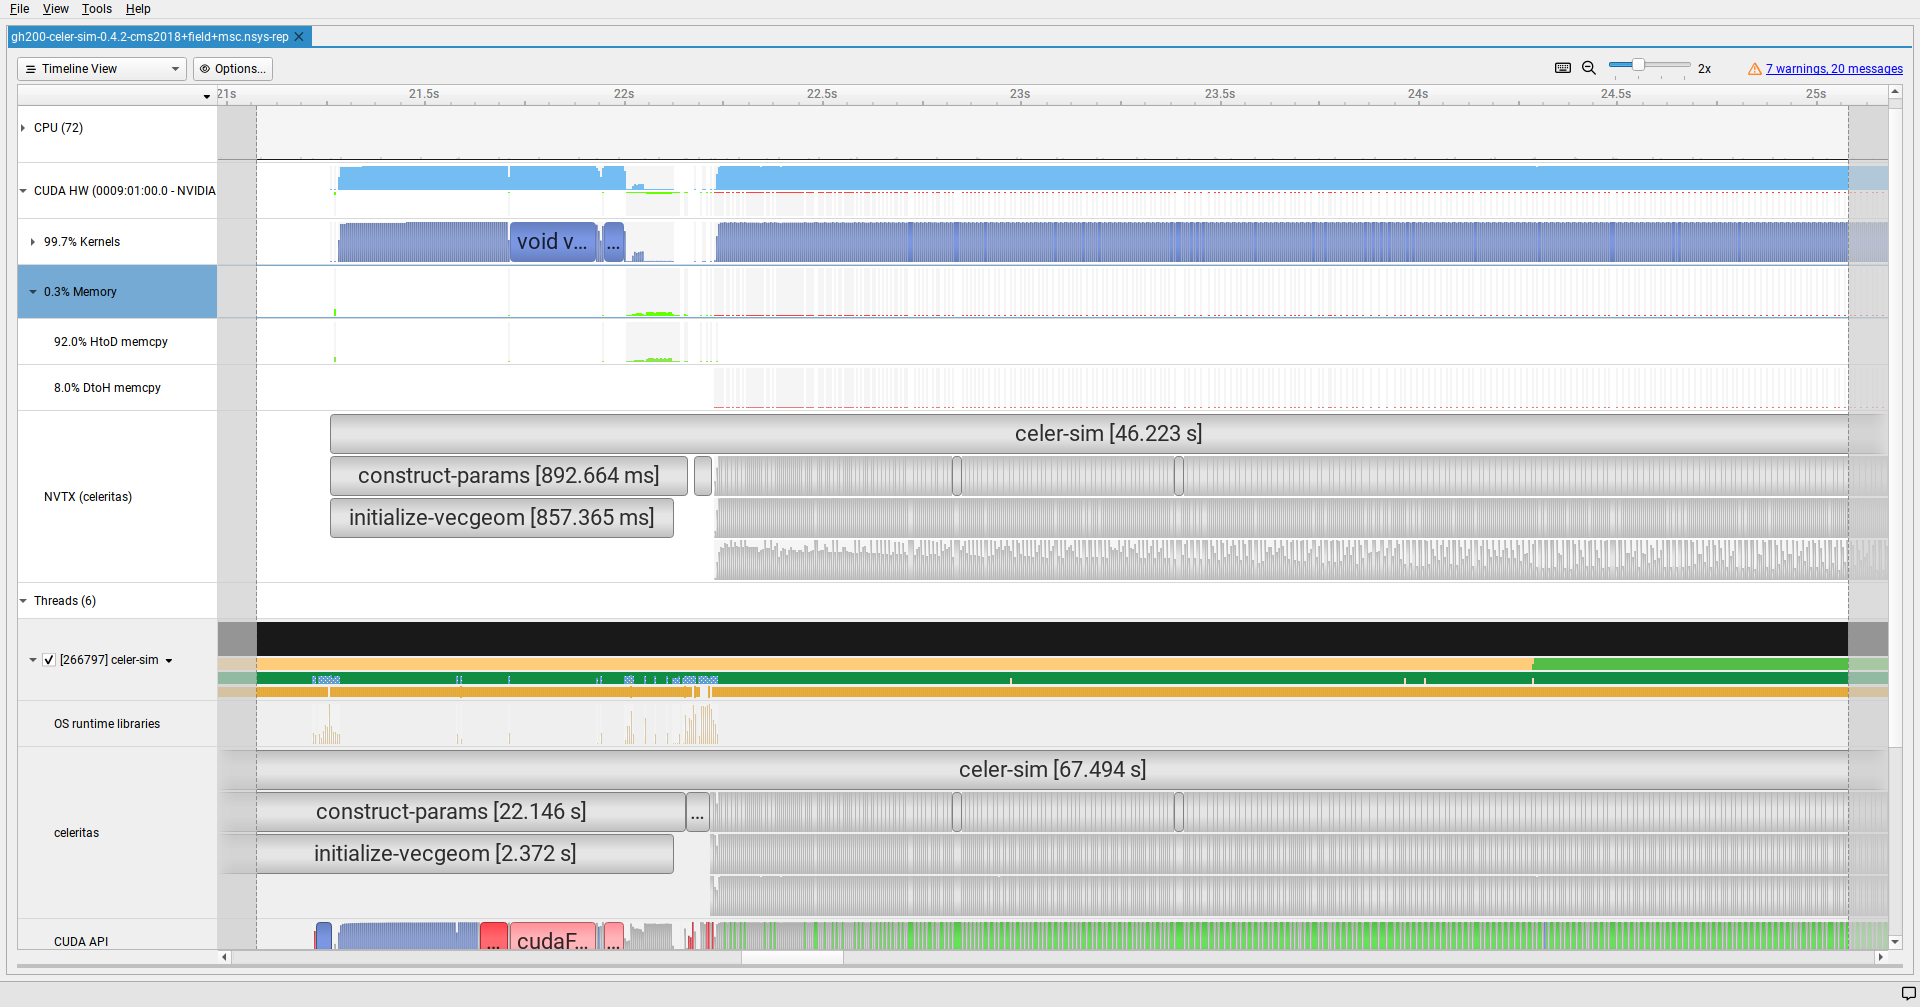 File View Tools Help
gh200-celer-sim-0.4.2-cms2018+field+msc.nsys-rep
Timeline View Options... 2x 7 warnings, 20 messages
21s 21.5s 22s 22.5s 23s 23.5s 24s 24.5s 25s
CPU (72)
CUDA HW (0009:01:00.0 - NVIDIA
99.7% Kernels void v... ...
0.3% Memory
92.0% HtoD memcpy
8.0% DtoH memcpy
celer-sim [46.223 s]
construct-params [892.664 ms]
NVTX (celeritas)
initialize-vecgeom [857.365 ms]
Threads (6)
[266797] celer-sim
OS runtime libraries
celer-sim [67.494 s]
construct-params [22.146 s] ...
celeritas
initialize-vecgeom [2.372 s]
CUDA API ... cudaF... ...